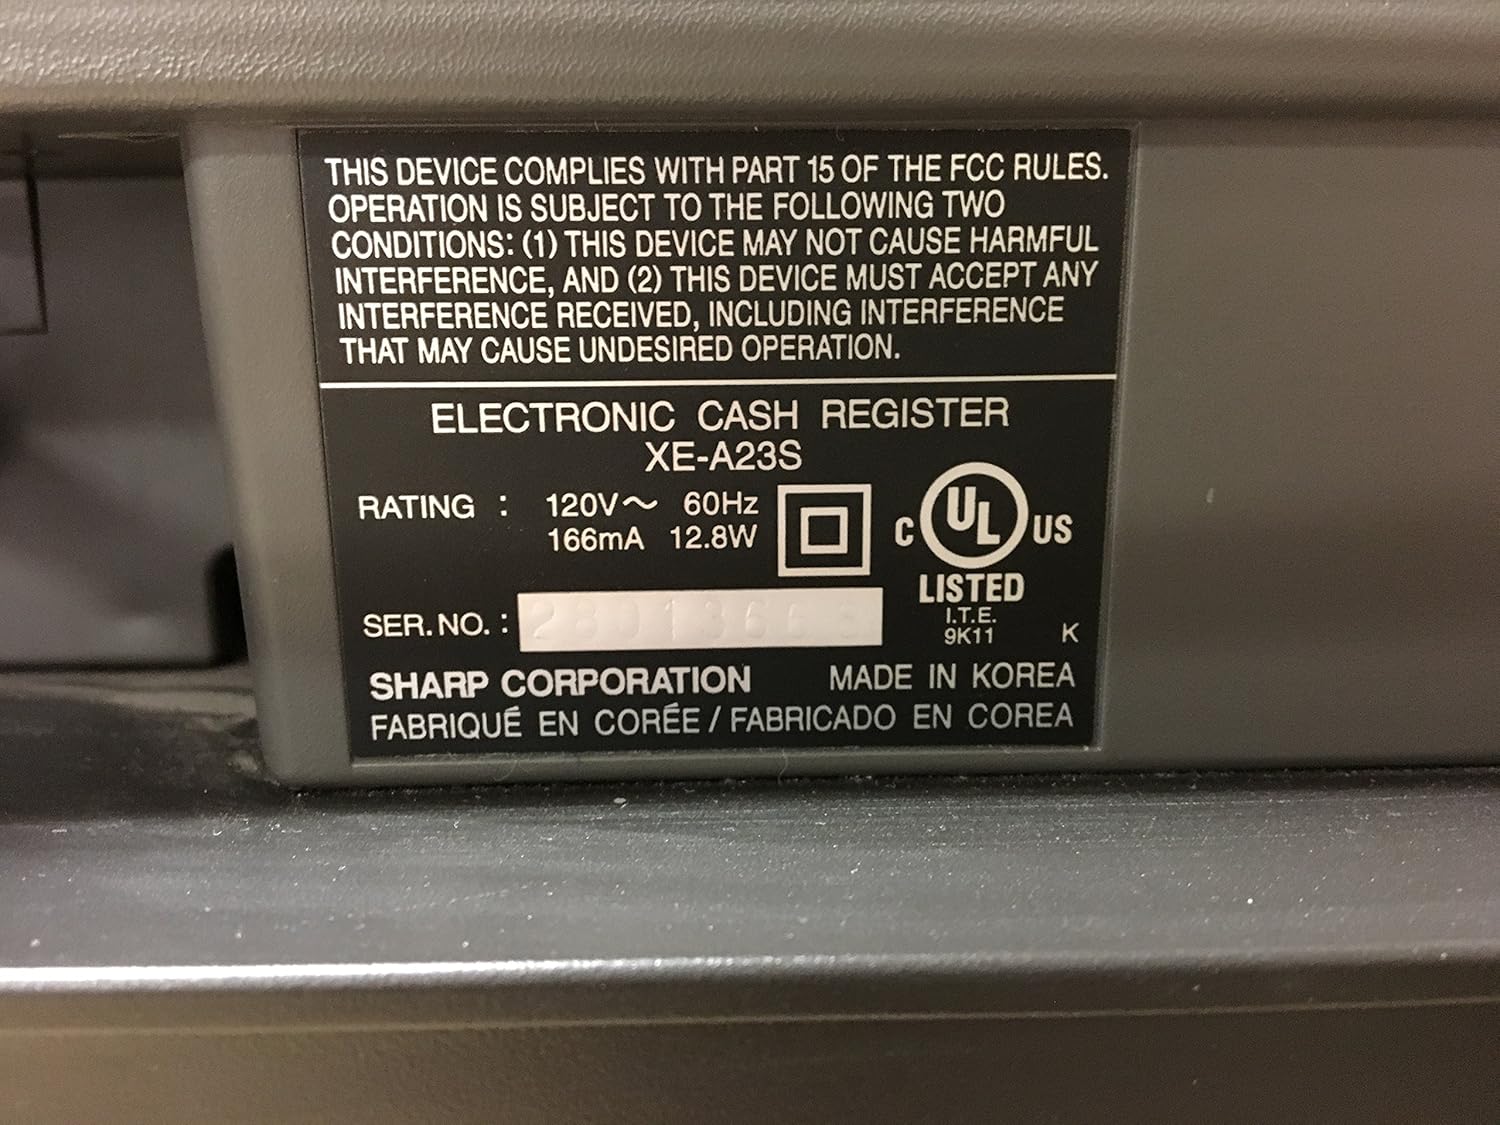 THIS DEVICE COMPLIES WITH PART 15 OF THE FCC RULES.
OPERATION IS SUBJECT TO THE FOLLOWING TWO
CONDITIONS: (1) THIS DEVICE MAY NOT CAUSE HARMFUL
INTERFERENCE, AND (2) THIS DEVICE MUST ACCEPT ANY
INTERFERENCE RECEIVED, INCLUDING INTERFERENCE
THAT MAY CAUSE UNDESIRED OPERATION.
ELECTRONIC CASH REGISTER
XE-A23S
RATING : 120V～ 60Hz
166mA 12.8W
C UL US
LISTED
I.T.E.
9K11
K
SER. NO. :
SHARP CORPORATION MADE IN KOREA
FABRIQUÉ EN CORÉE / FABRICADO EN COREA